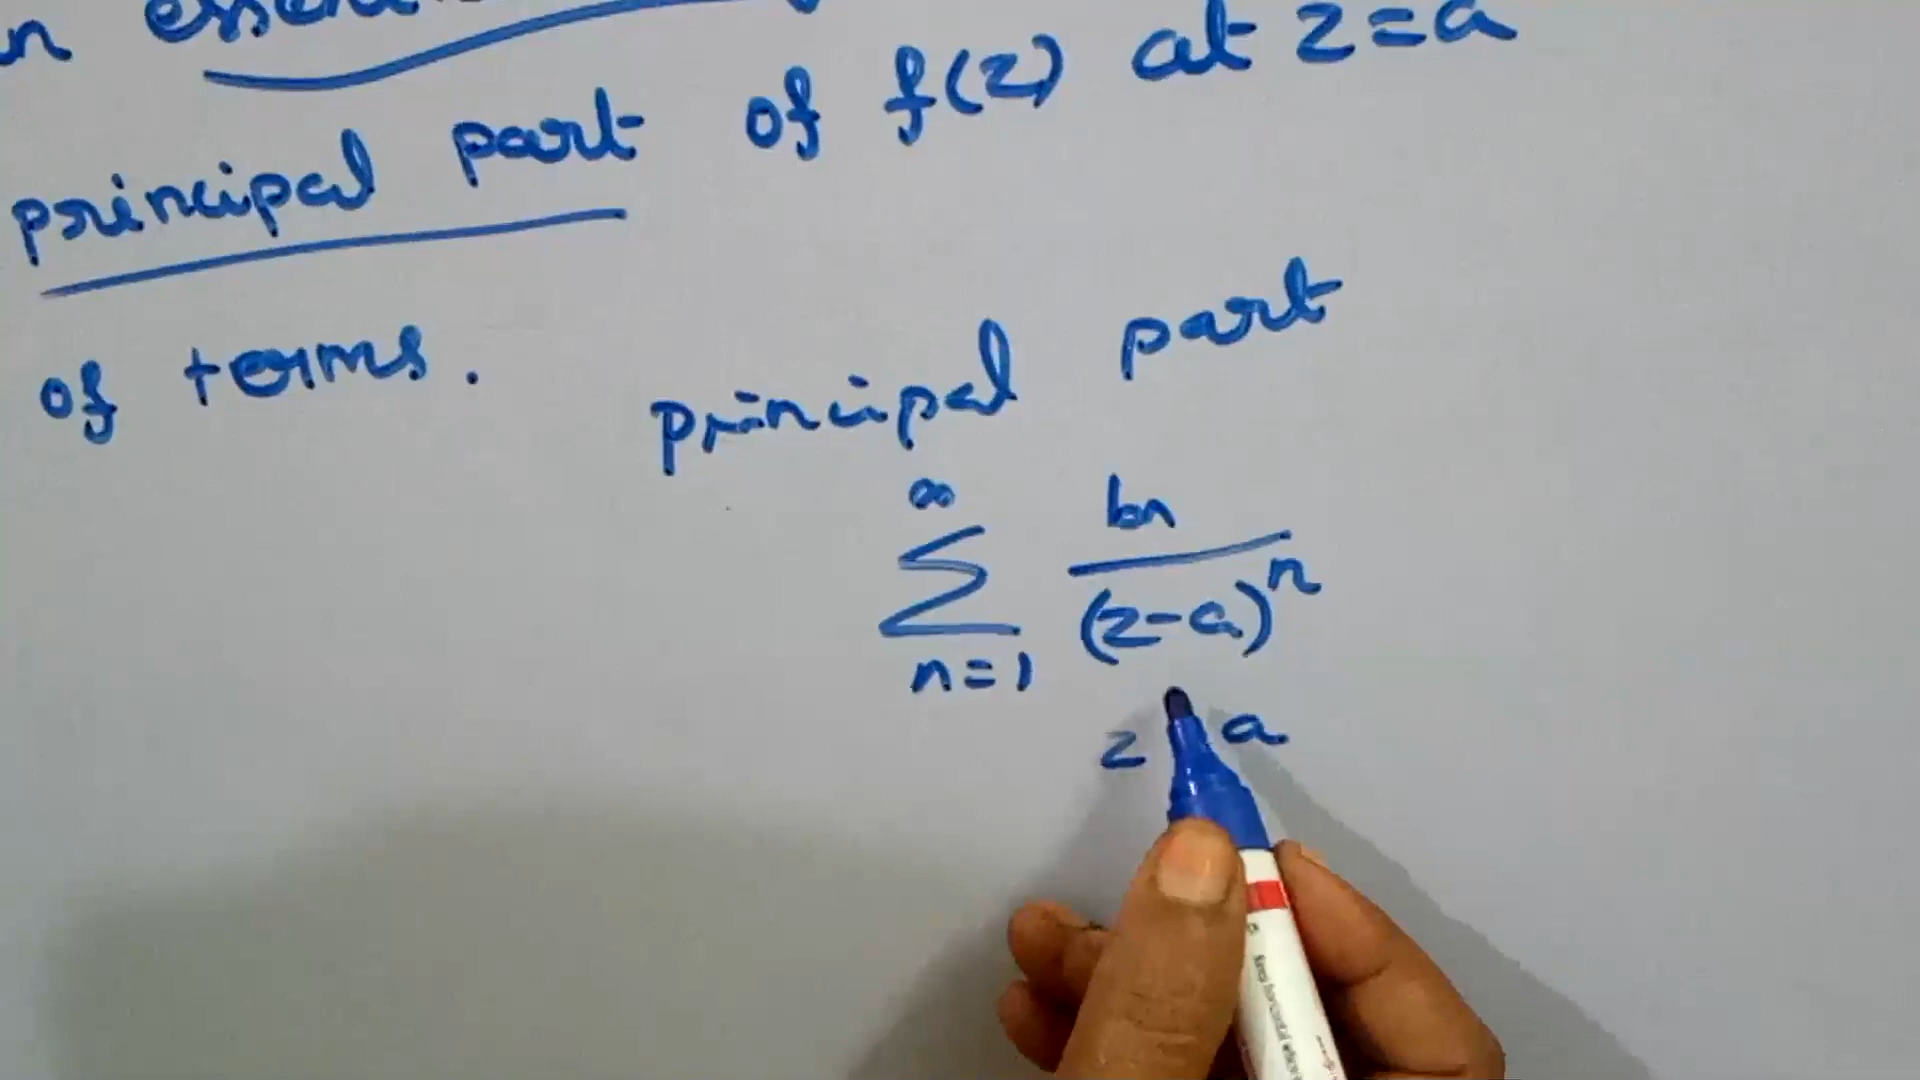 principal part of f(z) at z=a
of terms.
principal part
∞
∑ bn/(z-a)^n
n=1
z a